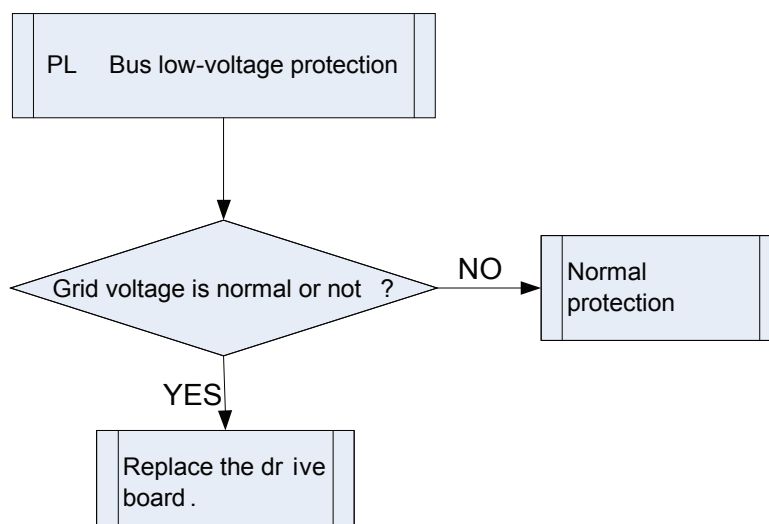 PL Bus low-voltage protection
Grid voltage is normal or not ?
NO
Normal
protection
YES
Replace the dr ive
board .